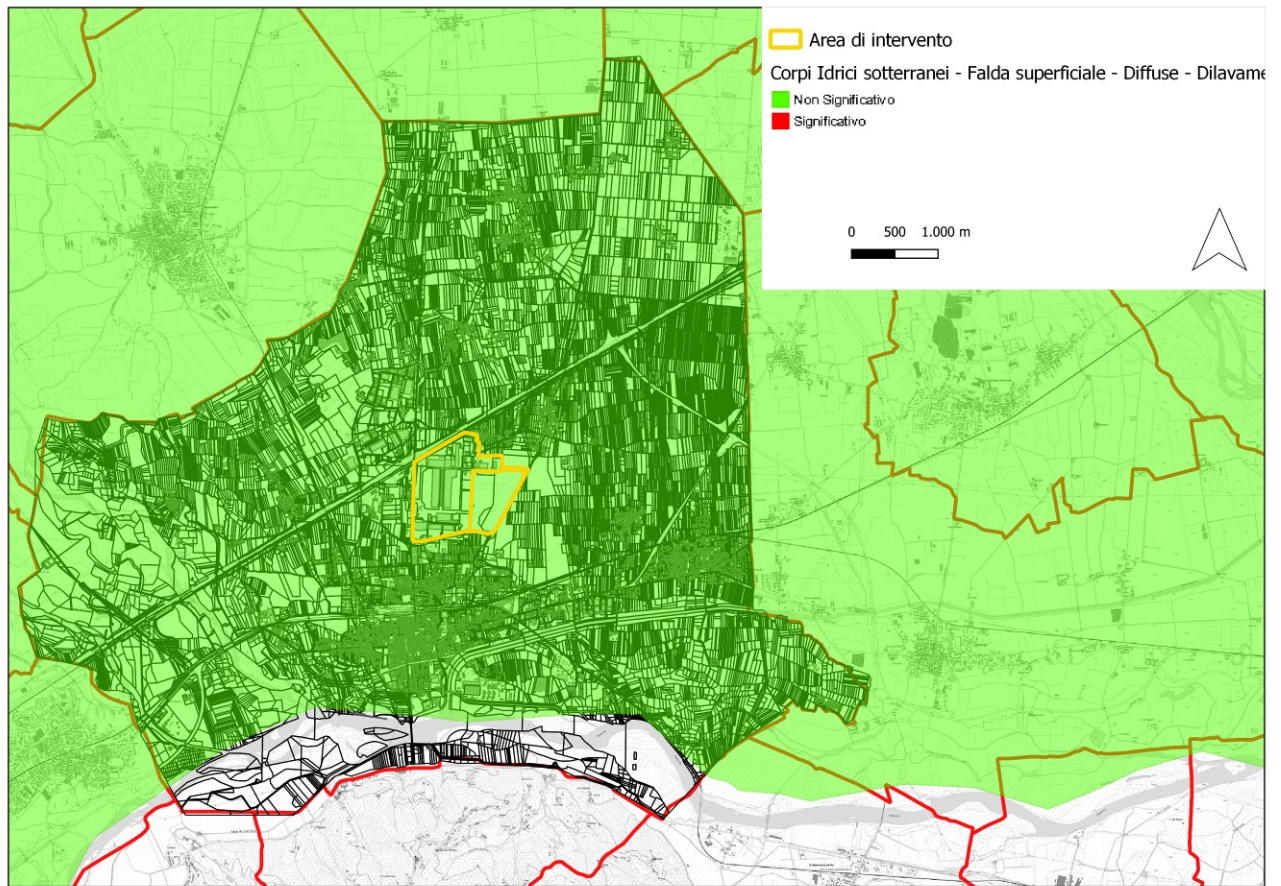 Area di intervento
Corpi Idrici sotterranei - Falda superficiale - Diffuse - Dilavame
Non Significativo
Significativo
0 500 1.000 m